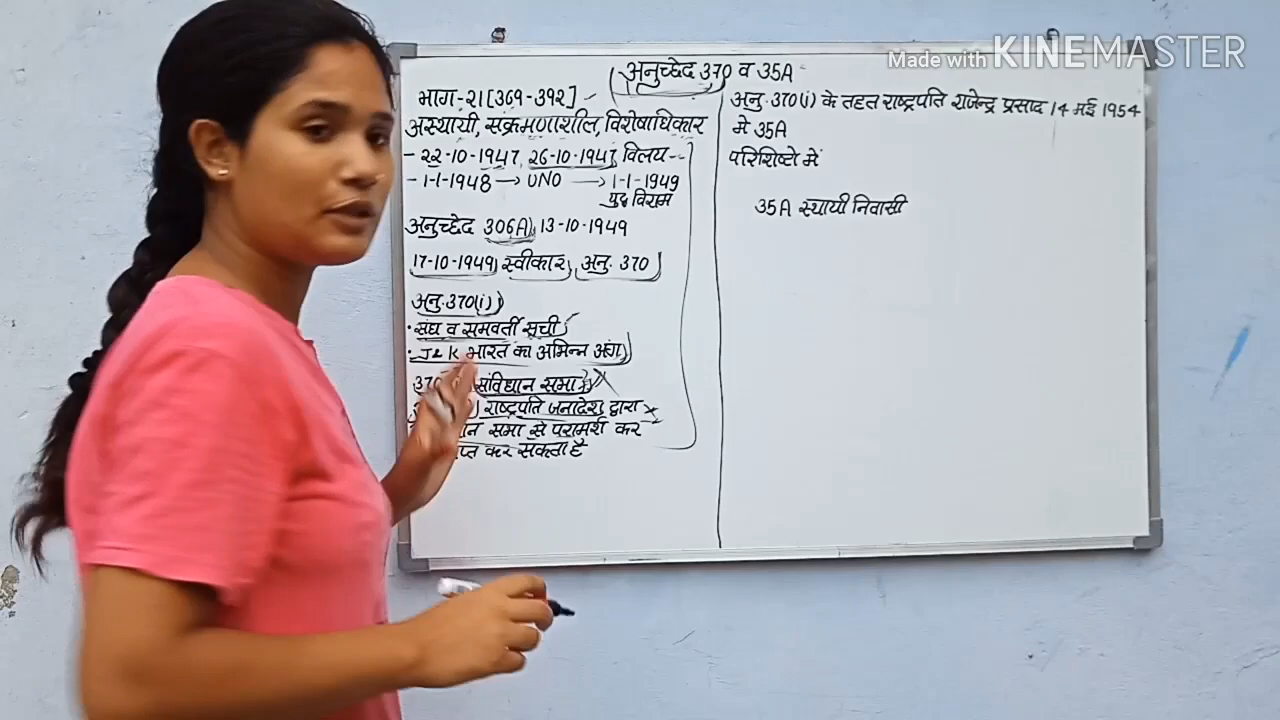 Made with KINEMASTER
अनुच्छेद 370 व 35A
भाग-21[369-392]
अस्थायी, संक्रमणाशील, विशेषाधिकार
- 22-10-1947, 26-10-1947 विलय--
- 1-1-1948 → UNO → 1-1-1949
युद्ध विराम
अनुच्छेद 306A) 13-10-1949
17-10-1949 स्वीकार, अनु. 370
अनु.370(i)
• संघ व समवर्ती सूची
• J&K भारत का अभिन्न अंग
संविधान सभा
राष्ट्रपति जनादेश द्वारा
सभा से परामर्श कर
कर सकता है
अनु.370(i) के तहत राष्ट्रपति राजेन्द्र प्रसाद 14 मई 1954
मे 35A
परिशिष्टो में
35A स्थायी निवासी